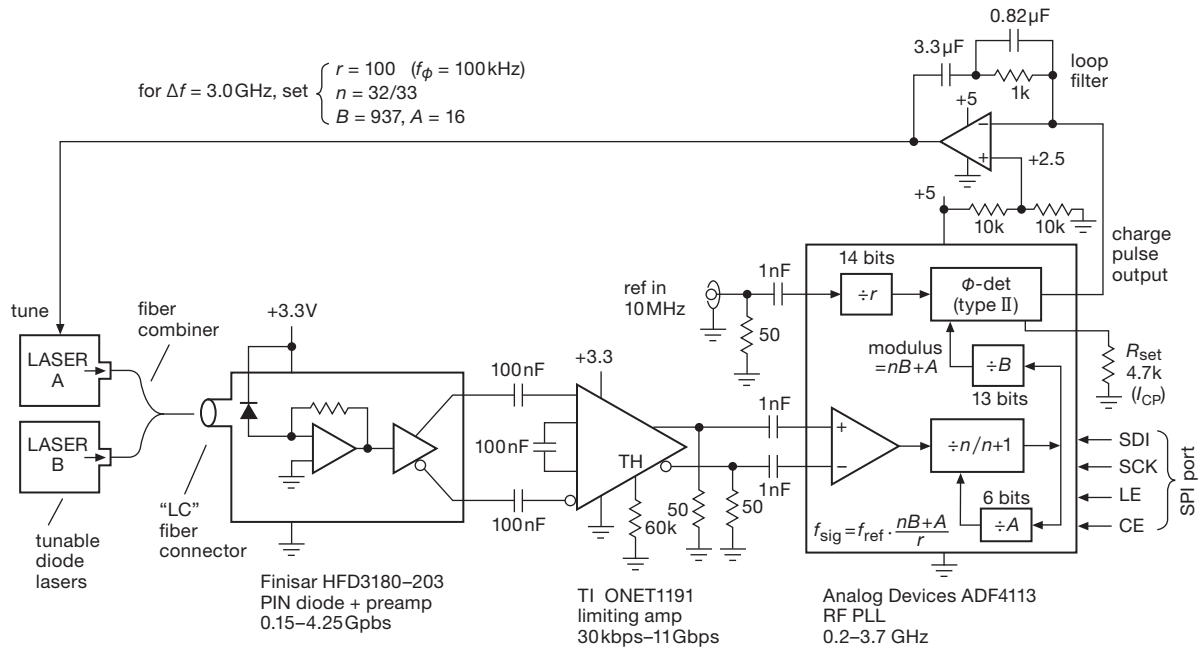 0.82µF
3.3µF
loop
filter
1k
for Δf = 3.0 GHz, set
r = 100 (fϕ = 100 kHz)
n = 32/33
B = 937, A = 16
+5
−
+
+2.5
+5
10k
10k
charge
pulse
output
14 bits
1nF
ref in
10MHz
÷r
Φ-det
(type II)
50
modulus
=nB+A
÷B
13 bits
Rset
4.7k
(ICP)
tune
fiber
combiner
+3.3V
LASER
A
LASER
B
100nF
+3.3
100nF
1nF
+
−
÷n/n+1
TH
1nF
100nF
60k
50
50
6 bits
÷A
SDI
SCK
LE
CE
SPI port
fsig = fref · nB+A
r
"LC"
fiber
connector
tunable
diode
lasers
Finisar HFD3180–203
PIN diode + preamp
0.15–4.25Gpbs
TI ONET1191
limiting amp
30kbps–11Gbps
Analog Devices ADF4113
RF PLL
0.2–3.7 GHz